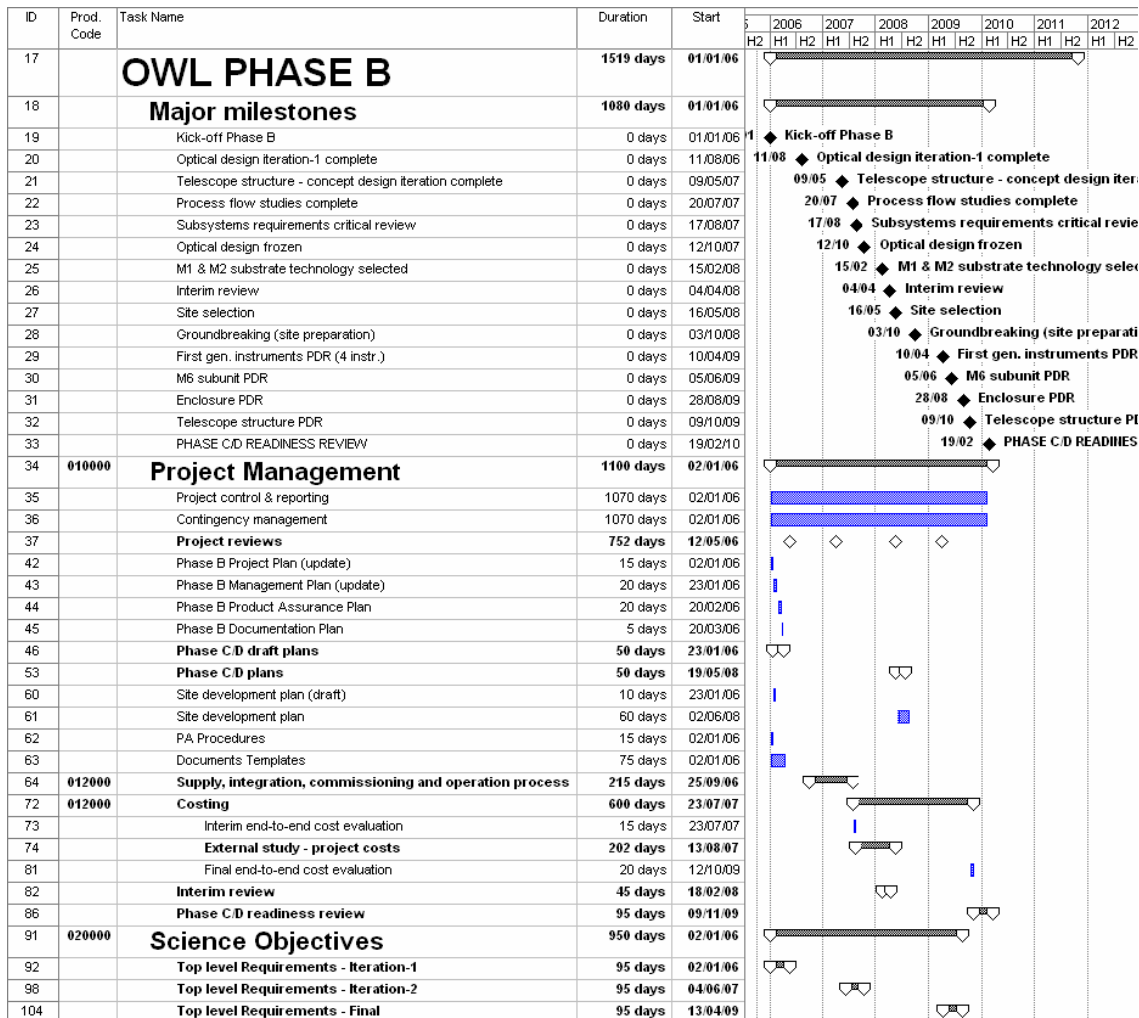 ID Prod. Code Task Name Duration Start 5 2006 2007 2008 2009 2010 2011 2012
H2 H1 H2 H1 H2 H1 H2 H1 H2 H1 H2 H1 H2 H1 H2
17 OWL PHASE B 1519 days 01/01/06
18 Major milestones 1080 days 01/01/06
19 Kick-off Phase B 0 days 01/01/06 Kick-off Phase B
20 Optical design iteration-1 complete 0 days 11/08/06 11/08 Optical design iteration-1 complete
21 Telescope structure - concept design iteration complete 0 days 09/05/07 09/05 Telescope structure - concept design iter
22 Process flow studies complete 0 days 20/07/07 20/07 Process flow studies complete
23 Subsystems requirements critical review 0 days 17/08/07 17/08 Subsystems requirements critical revie
24 Optical design frozen 0 days 12/10/07 12/10 Optical design frozen
25 M1 & M2 substrate technology selected 0 days 15/02/08 15/02 M1 & M2 substrate technology selec
26 Interim review 0 days 04/04/08 04/04 Interim review
27 Site selection 0 days 16/05/08 16/05 Site selection
28 Groundbreaking (site preparation) 0 days 03/10/08 03/10 Groundbreaking (site preparati
29 First gen. instruments PDR (4 instr.) 0 days 10/04/09 10/04 First gen. instruments PDR
30 M6 subunit PDR 0 days 05/06/09 05/06 M6 subunit PDR
31 Enclosure PDR 0 days 28/08/09 28/08 Enclosure PDR
32 Telescope structure PDR 0 days 09/10/09 09/10 Telescope structure PD
33 PHASE C/D READINESS REVIEW 0 days 19/02/10 19/02 PHASE C/D READINES
34 010000 Project Management 1100 days 02/01/06
35 Project control & reporting 1070 days 02/01/06
36 Contingency management 1070 days 02/01/06
37 Project reviews 752 days 12/05/06
42 Phase B Project Plan (update) 15 days 02/01/06
43 Phase B Management Plan (update) 20 days 23/01/06
44 Phase B Product Assurance Plan 20 days 20/02/06
45 Phase B Documentation Plan 5 days 20/03/06
46 Phase C/D draft plans 50 days 23/01/06
53 Phase C/D plans 50 days 19/05/08
60 Site development plan (draft) 10 days 23/01/06
61 Site development plan 60 days 02/06/08
62 PA Procedures 15 days 02/01/06
63 Documents Templates 75 days 02/01/06
64 012000 Supply, integration, commissioning and operation process 215 days 25/09/06
72 012000 Costing 600 days 23/07/07
73 Interim end-to-end cost evaluation 15 days 23/07/07
74 External study - project costs 202 days 13/08/07
81 Final end-to-end cost evaluation 20 days 12/10/09
82 Interim review 45 days 18/02/08
86 Phase C/D readiness review 95 days 09/11/09
91 020000 Science Objectives 950 days 02/01/06
92 Top level Requirements - Iteration-1 95 days 02/01/06
98 Top level Requirements - Iteration-2 95 days 04/06/07
104 Top level Requirements - Final 95 days 13/04/09